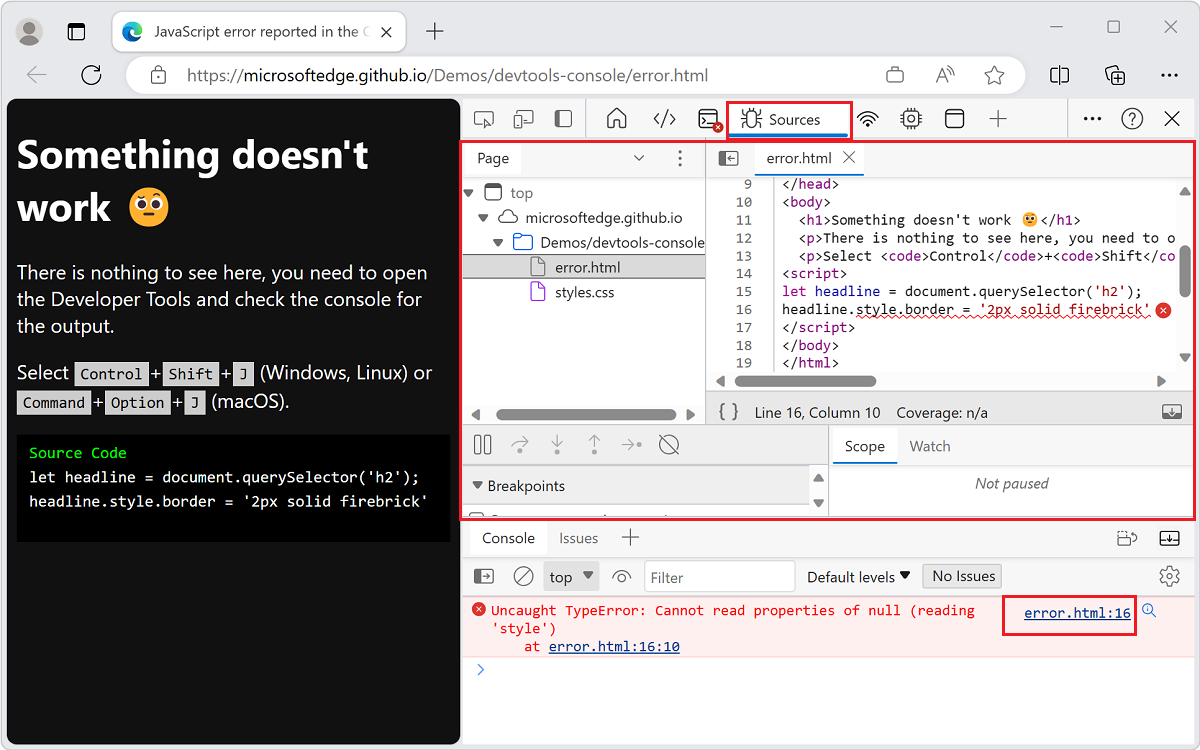 JavaScript error reported in the C
https://microsoftedge.github.io/Demos/devtools-console/error.html
Something doesn't
work
There is nothing to see here, you need to open
the Developer Tools and check the console for
the output.
Select Control+Shift+J (Windows, Linux) or
Command+Option+J (macOS).
Source Code
let headline = document.querySelector('h2');
headline.style.border = '2px solid firebrick'
Sources
Page
top
microsoftedge.github.io
Demos/devtools-console
error.html
styles.css
error.html
9 </head>
10 <body>
11 <h1>Something doesn't work 🤨</h1>
12 <p>There is nothing to see here, you need to o
13 <p>Select <code>Control</code>+<code>Shift</co
14 <script>
15 let headline = document.querySelector('h2');
16 headline.style.border = '2px solid firebrick'
17 </script>
18 </body>
19 </html>
{ } Line 16, Column 10 Coverage: n/a
Breakpoints
Scope Watch
Not paused
Console Issues
top Filter Default levels No Issues
Uncaught TypeError: Cannot read properties of null (reading error.html:16
'style')
at error.html:16:10